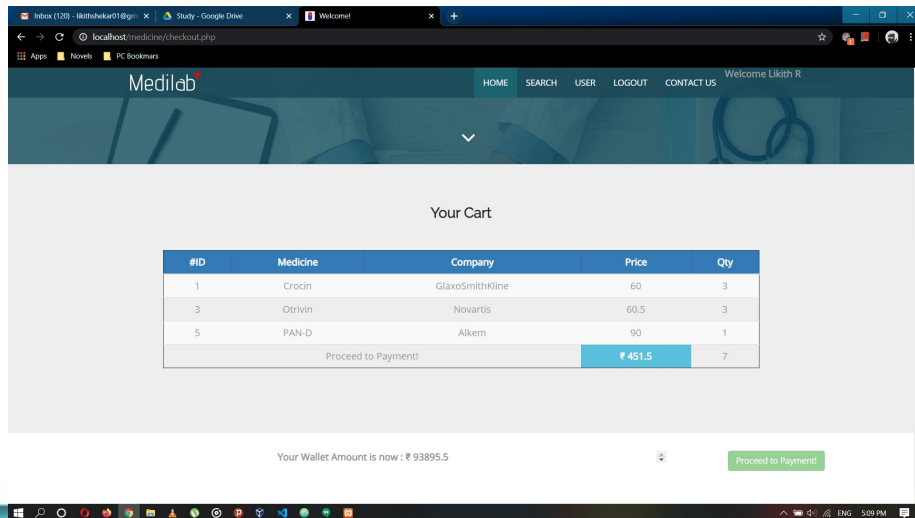 Inbox (120) - likithshekar01@gm
Study - Google Drive
Welcome!
localhost/medicine/checkout.php
Apps
Novels
PC Bookmars
Medilab
HOME
SEARCH
USER
LOGOUT
CONTACT US
Welcome Likith R
Your Cart
#ID Medicine Company Price Qty
1 Crocin GlaxoSmithKline 60 3
3 Otrivin Novartis 60.5 3
5 PAN-D Alkem 90 1
Proceed to Payment! ₹ 451.5 7
Your Wallet Amount is now : ₹ 93895.5
Proceed to Payment!
ENG 5:09 PM